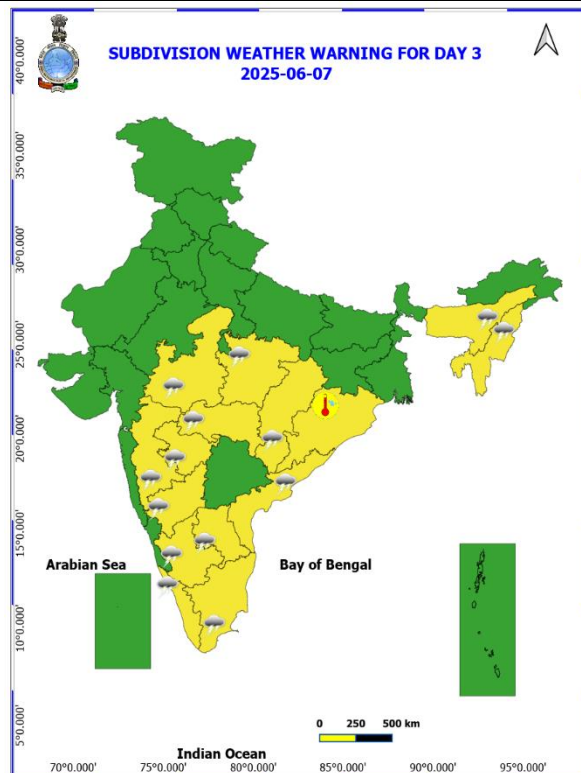 SUBDIVISION WEATHER WARNING FOR DAY 3
2025-06-07
40°0.000'
35°0.000'
30°0.000'
25°0.000'
20°0.000'
15°0.000'
10°0.000'
5°0.000'
Arabian Sea
Bay of Bengal
0 250 500 km
Indian Ocean
70°0.000' 75°0.000' 80°0.000' 85°0.000' 90°0.000' 95°0.000'